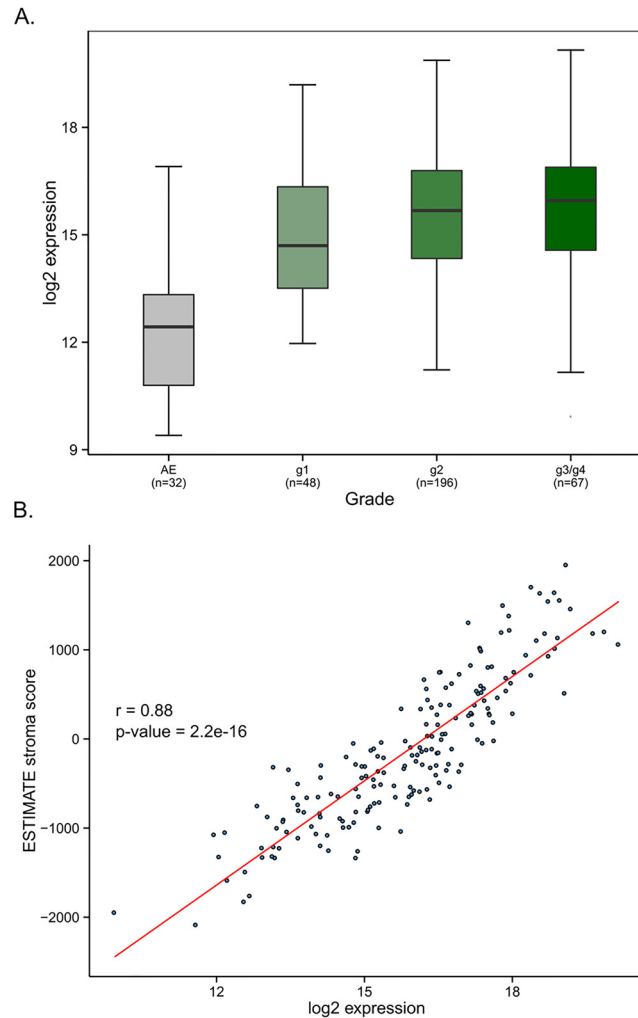 A.
18
15
12
9
log2 expression
AE g1 g2 g3/g4
(n=32) (n=48) (n=196) (n=67)
Grade
B.
2000
1000
0
−1000
−2000
ESTIMATE stroma score
r = 0.88
p-value = 2.2e-16
12 15 18
log2 expression